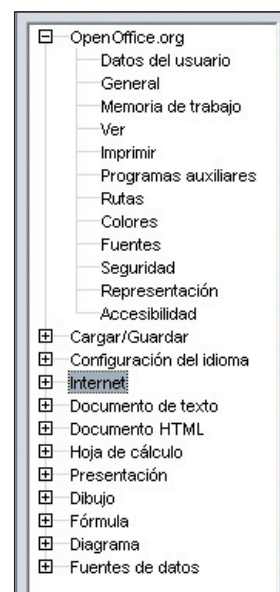 OpenOffice.org
Datos del usuario
General
Memoria de trabajo
Ver
Imprimir
Programas auxiliares
Rutas
Colores
Fuentes
Seguridad
Representación
Accesibilidad
Cargar/Guardar
Configuración del idioma
Internet
Documento de texto
Documento HTML
Hoja de cálculo
Presentación
Dibujo
Fórmula
Diagrama
Fuentes de datos